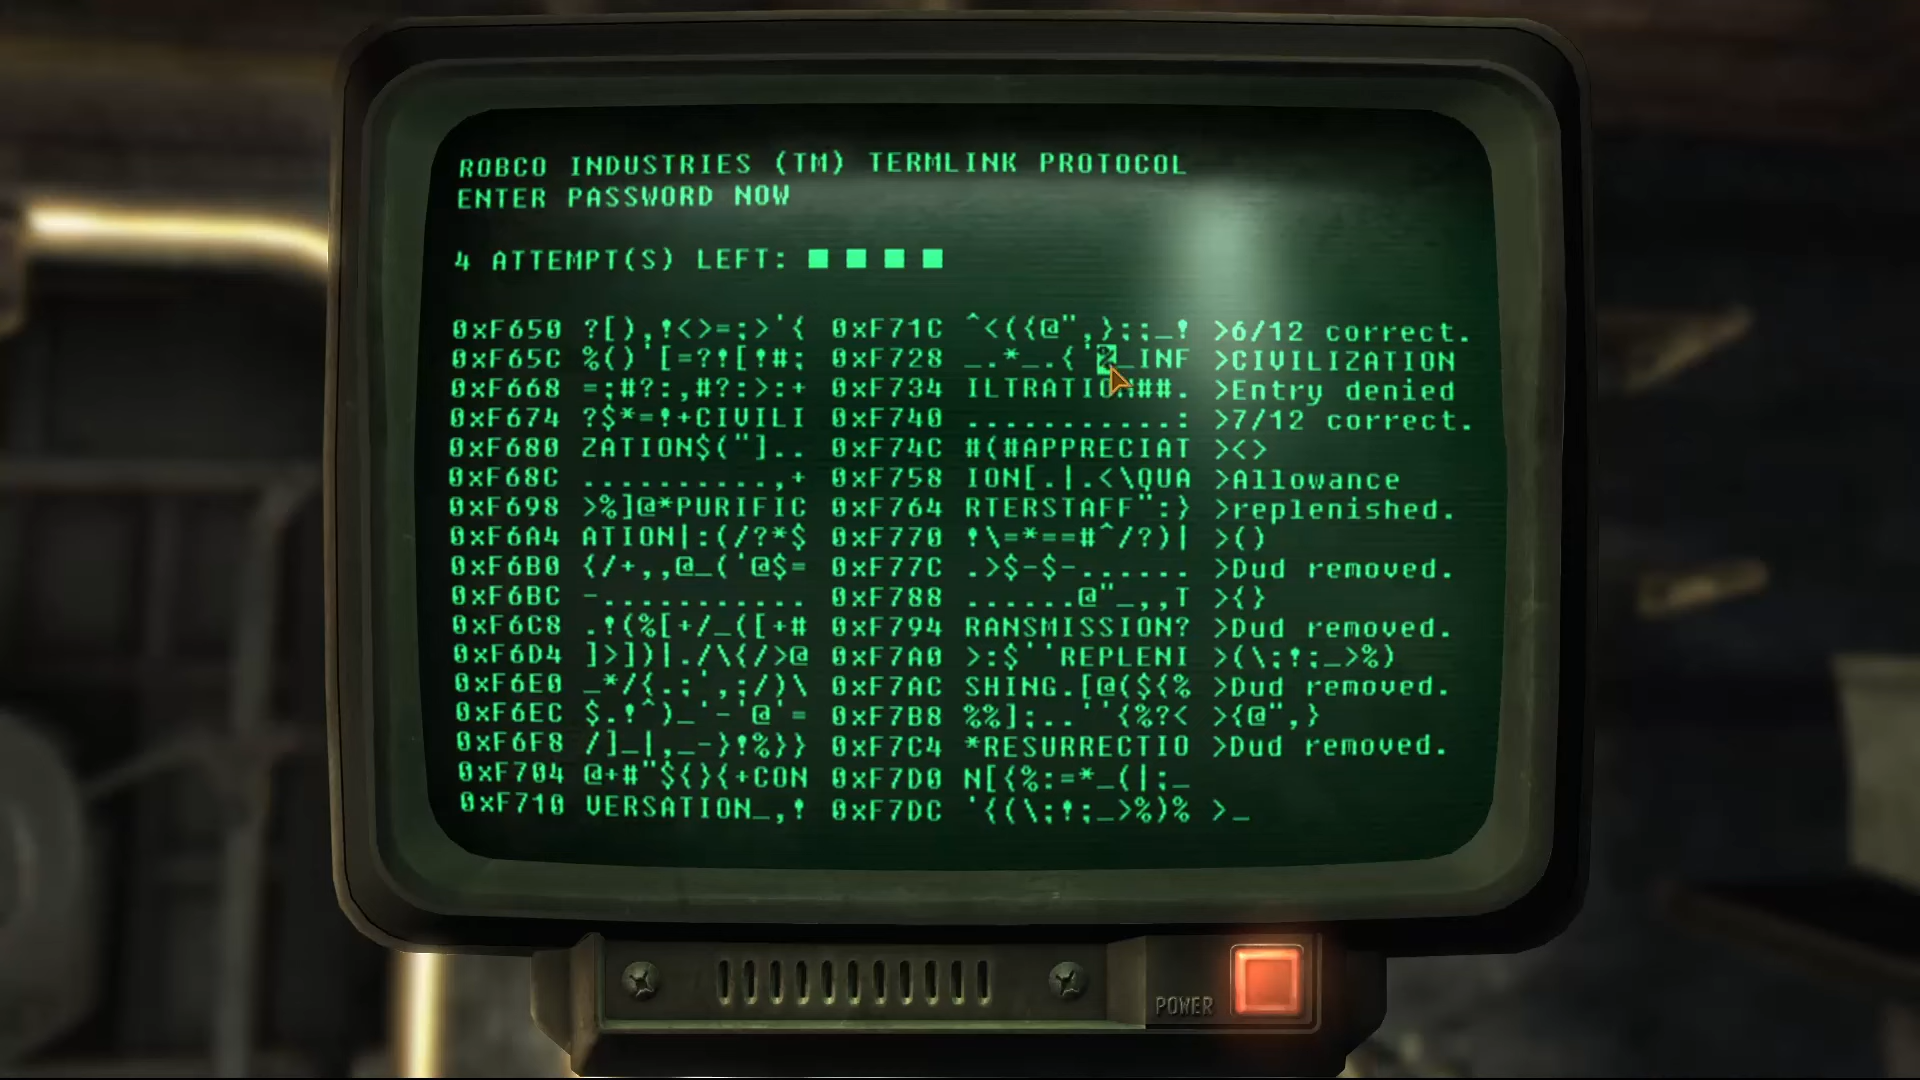 ROBCO INDUSTRIES (TM) TERMLINK PROTOCOL
ENTER PASSWORD NOW
4 ATTEMPT(S) LEFT: ■ ■ ■ ■
0xF650 ?[),!<>=;>'{ 0xF71C ^<({@",};;_! >6/12 correct.
0xF65C %()'[=?![!#; 0xF728 _.*_.{'%_INF >CIVILIZATION
0xF668 =;#?:,#?:>:+ 0xF734 ILTRATION##. >Entry denied
0xF674 ?$*=!+CIVILI 0xF740 ...........: >7/12 correct.
0xF680 ZATION$("].. 0xF74C #(#APPRECIAT ><>
0xF68C ..........,+ 0xF758 ION[.|.<\QUA >Allowance
0xF698 >%]@*PURIFIC 0xF764 RTERSTAFF":} >replenished.
0xF6A4 ATION|:(/?*$ 0xF770 !\=*==#^/?)| >()
0xF6B0 {/+,,@_('@$= 0xF77C .>$-$-...... >Dud removed.
0xF6BC -........... 0xF788 ......@"_,,T >{}
0xF6C8 .!(%[+/_([+# 0xF794 RANSMISSION? >Dud removed.
0xF6D4 ]>])|./\{/>@ 0xF7A0 >:$''REPLENI >(\;!;_>%)
0xF6E0 _*/{.;',;/)\ 0xF7AC SHING.[@(${% >Dud removed.
0xF6EC $.!^)_'-'@'= 0xF7B8 %%];..''{%?< >{@",}
0xF6F8 /]_|,_-}!%}} 0xF7C4 *RESURRECTIO >Dud removed.
0xF704 @+#"${}{+CON 0xF7D0 N[{%:=*_(|;_
0xF710 VERSATION_,! 0xF7DC '{(\;!;_>%)% >_
POWER